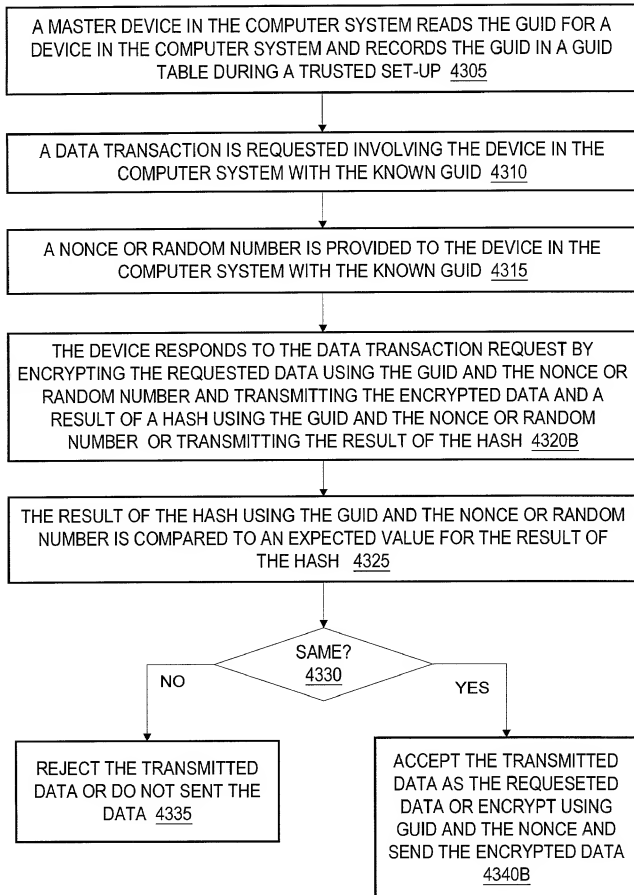 A MASTER DEVICE IN THE COMPUTER SYSTEM READS THE GUID FOR A
DEVICE IN THE COMPUTER SYSTEM AND RECORDS THE GUID IN A GUID
TABLE DURING A TRUSTED SET-UP 4305
A DATA TRANSACTION IS REQUESTED INVOLVING THE DEVICE IN THE
COMPUTER SYSTEM WITH THE KNOWN GUID 4310
A NONCE OR RANDOM NUMBER IS PROVIDED TO THE DEVICE IN THE
COMPUTER SYSTEM WITH THE KNOWN GUID 4315
THE DEVICE RESPONDS TO THE DATA TRANSACTION REQUEST BY
ENCRYPTING THE REQUESTED DATA USING THE GUID AND THE NONCE OR
RANDOM NUMBER AND TRANSMITTING THE ENCRYPTED DATA AND A
RESULT OF A HASH USING THE GUID AND THE NONCE OR RANDOM
NUMBER OR TRANSMITTING THE RESULT OF THE HASH 4320B
THE RESULT OF THE HASH USING THE GUID AND THE NONCE OR RANDOM
NUMBER IS COMPARED TO AN EXPECTED VALUE FOR THE RESULT OF
THE HASH 4325
SAME?
4330
NO
YES
REJECT THE TRANSMITTED
DATA OR DO NOT SENT THE
DATA 4335
ACCEPT THE TRANSMITTED
DATA AS THE REQUESETED
DATA OR ENCRYPT USING
GUID AND THE NONCE AND
SEND THE ENCRYPTED DATA
4340B